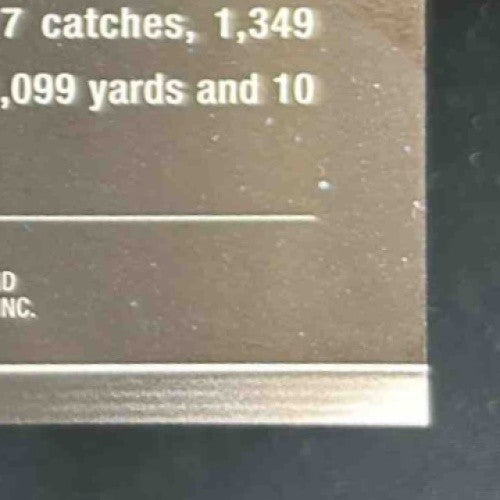 7 catches, 1,349
,099 yards and 10
D
NC.